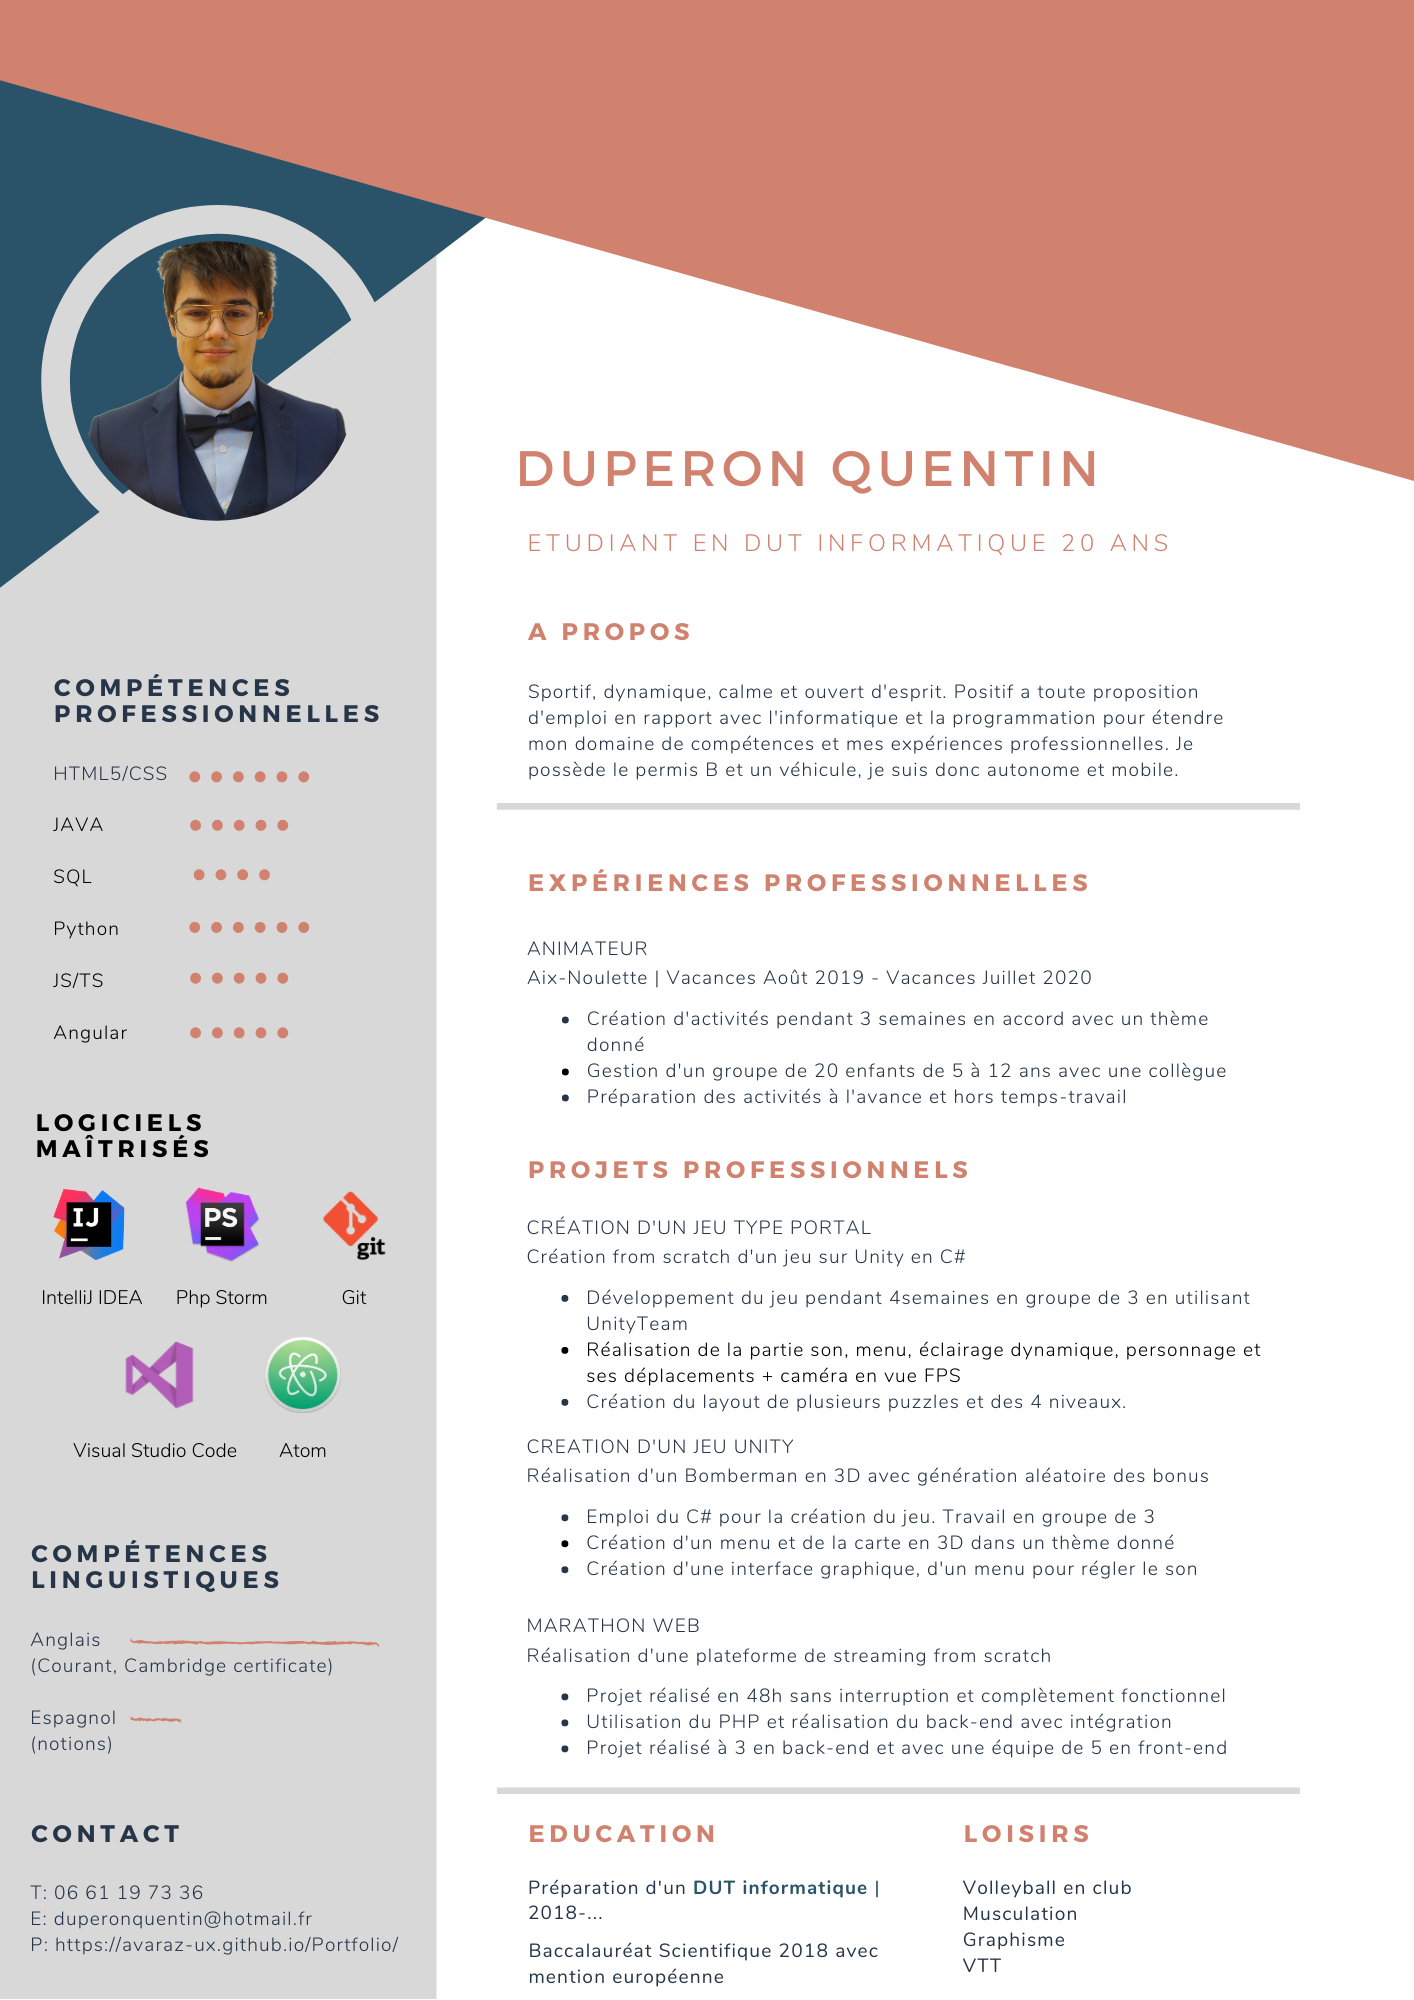 DUPERON QUENTIN
ETUDIANT EN DUT INFORMATIQUE 20 ANS
A PROPOS
Sportif, dynamique, calme et ouvert d'esprit. Positif a toute proposition
d'emploi en rapport avec l'informatique et la programmation pour étendre
mon domaine de compétences et mes expériences professionnelles. Je
possède le permis B et un véhicule, je suis donc autonome et mobile.
EXPÉRIENCES PROFESSIONNELLES
ANIMATEUR
Aix-Noulette | Vacances Août 2019 - Vacances Juillet 2020
• Création d'activités pendant 3 semaines en accord avec un thème
donné
• Gestion d'un groupe de 20 enfants de 5 à 12 ans avec une collègue
• Préparation des activités à l'avance et hors temps-travail
PROJETS PROFESSIONNELS
CRÉATION D'UN JEU TYPE PORTAL
Création from scratch d'un jeu sur Unity en C#
• Développement du jeu pendant 4semaines en groupe de 3 en utilisant
UnityTeam
• Réalisation de la partie son, menu, éclairage dynamique, personnage et
ses déplacements + caméra en vue FPS
• Création du layout de plusieurs puzzles et des 4 niveaux.
CREATION D'UN JEU UNITY
Réalisation d'un Bomberman en 3D avec génération aléatoire des bonus
• Emploi du C# pour la création du jeu. Travail en groupe de 3
• Création d'un menu et de la carte en 3D dans un thème donné
• Création d'une interface graphique, d'un menu pour régler le son
MARATHON WEB
Réalisation d'une plateforme de streaming from scratch
• Projet réalisé en 48h sans interruption et complètement fonctionnel
• Utilisation du PHP et réalisation du back-end avec intégration
• Projet réalisé à 3 en back-end et avec une équipe de 5 en front-end
EDUCATION
Préparation d'un DUT informatique |
2018-...
Baccalauréat Scientifique 2018 avec
mention européenne
LOISIRS
Volleyball en club
Musculation
Graphisme
VTT
COMPÉTENCES
PROFESSIONNELLES
HTML5/CSS
JAVA
SQL
Python
JS/TS
Angular
LOGICIELS
MAÎTRISÉS
IJ
PS
git
IntelliJ IDEA
Php Storm
Git
Visual Studio Code
Atom
COMPÉTENCES
LINGUISTIQUES
Anglais
(Courant, Cambridge certificate)
Espagnol
(notions)
CONTACT
T: 06 61 19 73 36
E: duperonquentin@hotmail.fr
P: https://avaraz-ux.github.io/Portfolio/